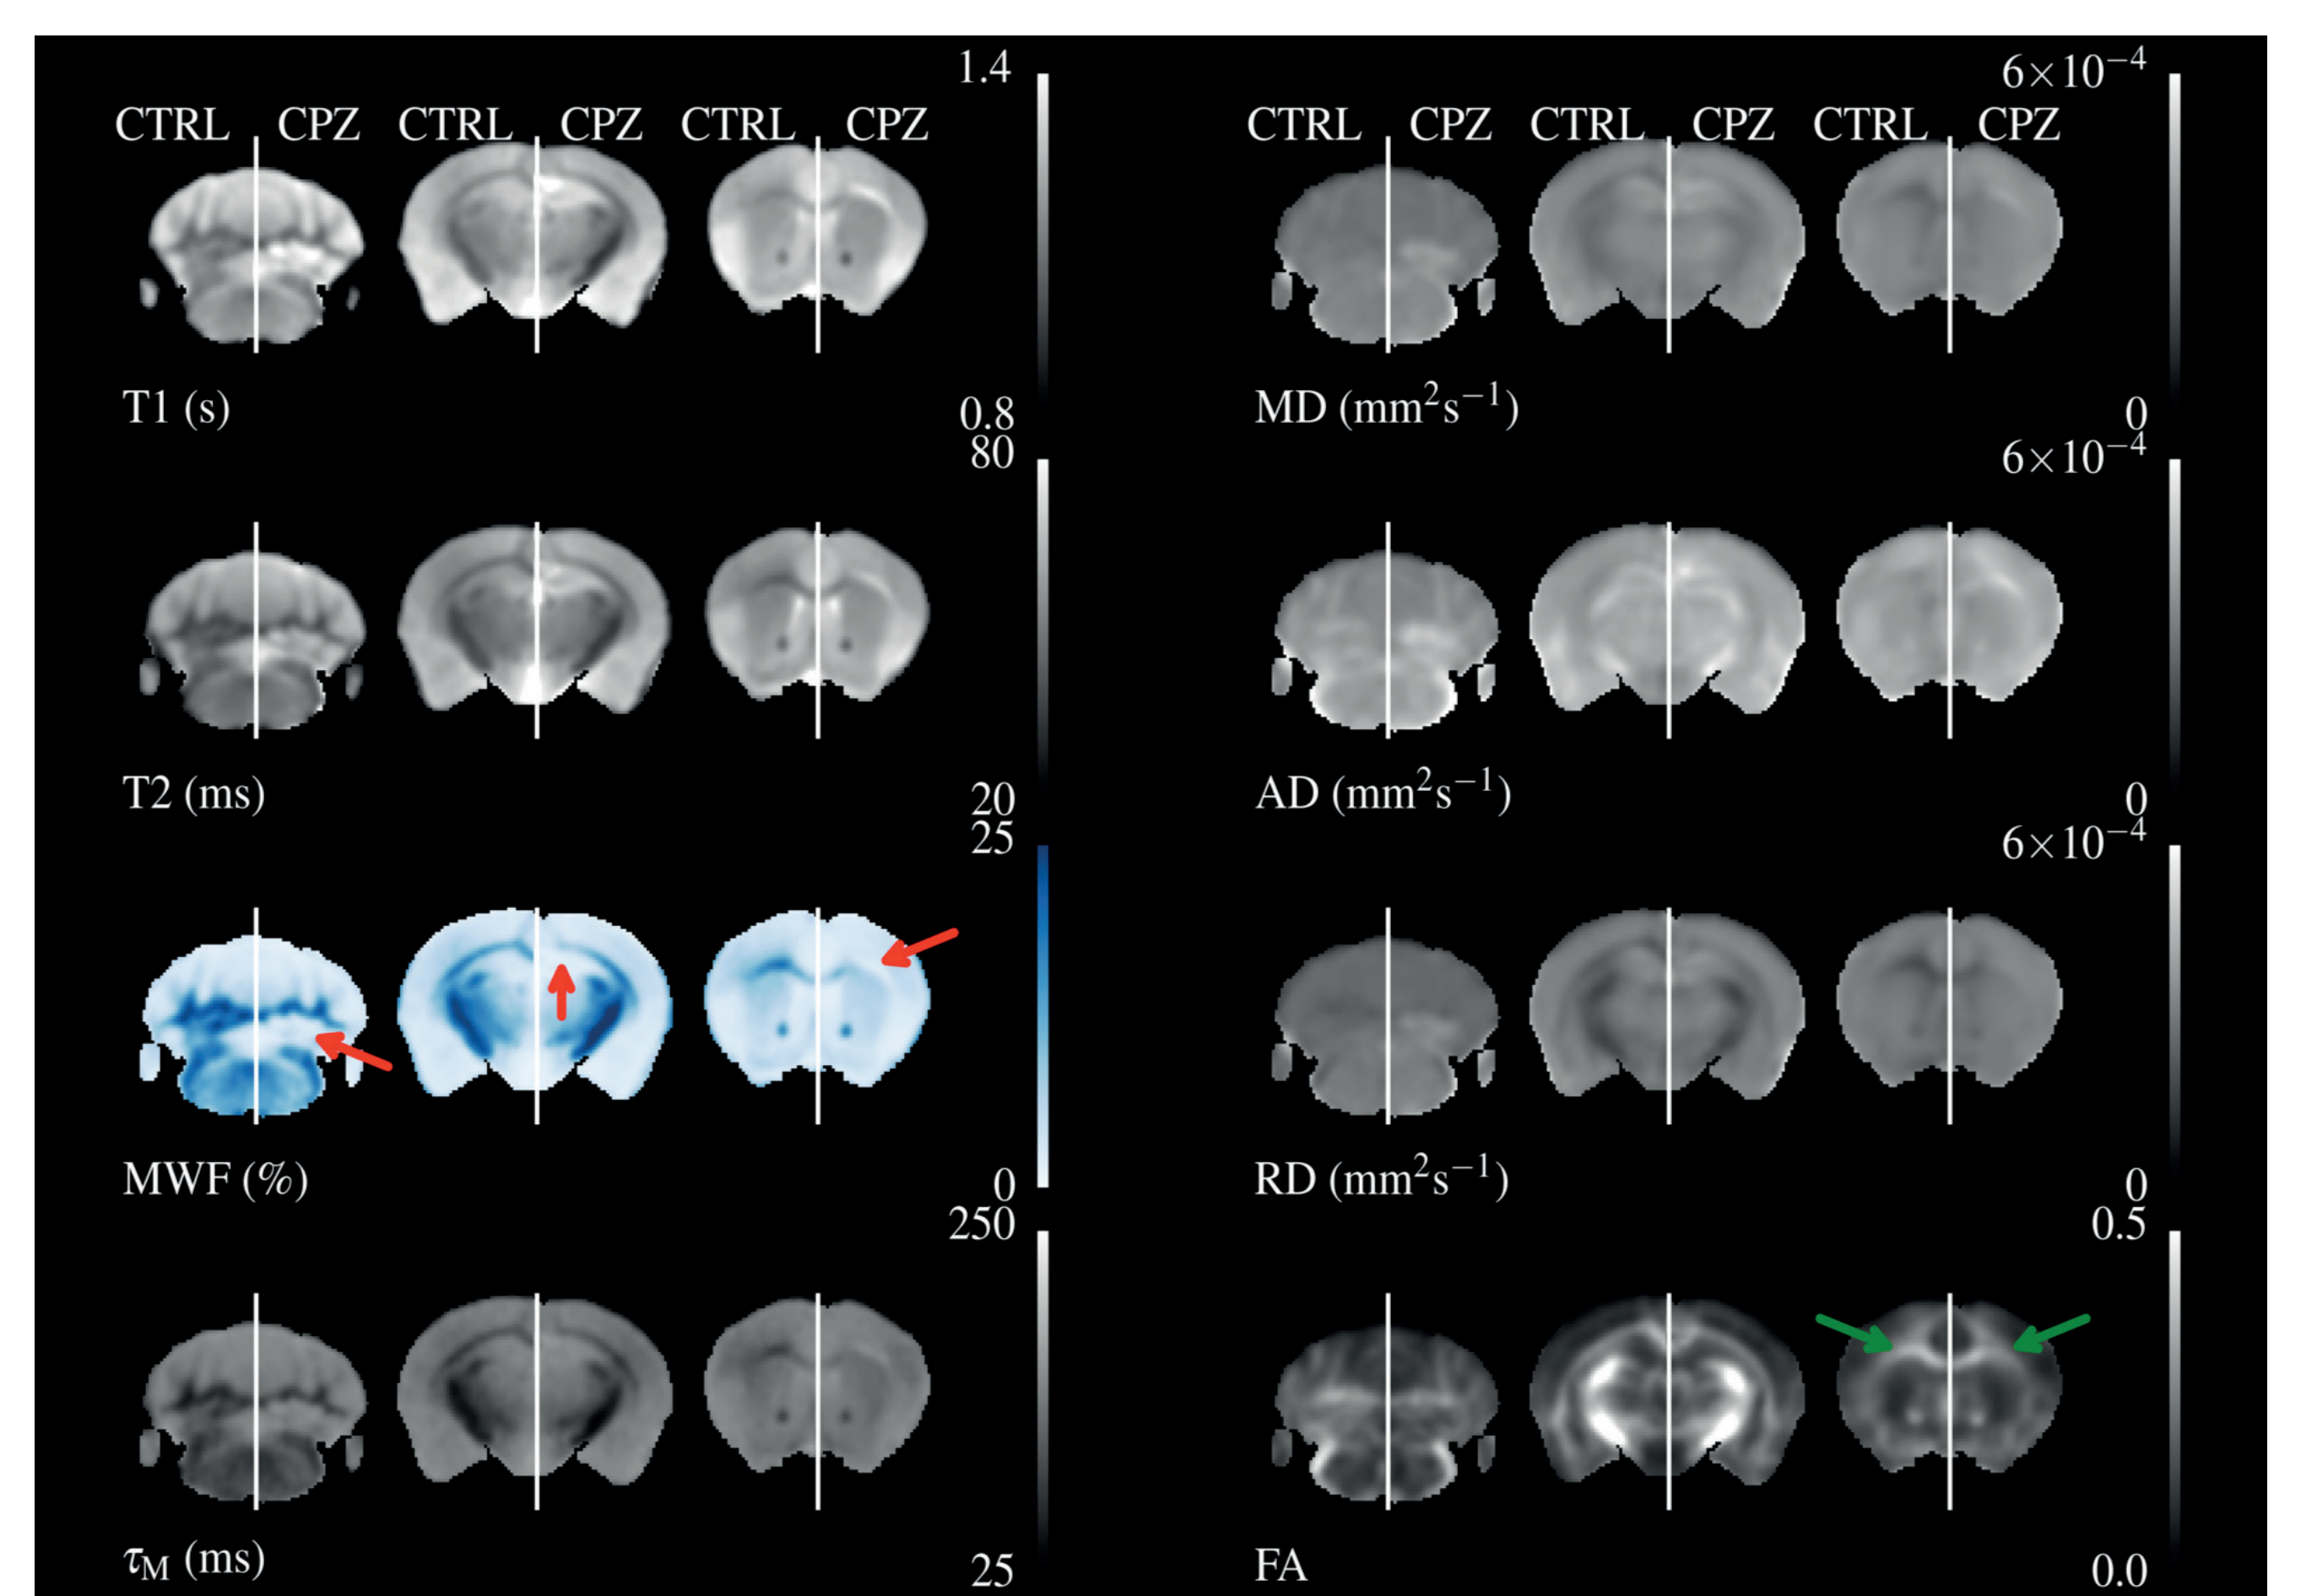 1.4
CTRL CPZ CTRL CPZ CTRL CPZ
T1 (s)
0.8
80
T2 (ms)
20
25
MWF (%)
0
250
τM (ms)
25
6×10−4
CTRL CPZ CTRL CPZ CTRL CPZ
MD (mm2s−1)
0
6×10−4
AD (mm2s−1)
0
6×10−4
RD (mm2s−1)
0
0.5
FA
0.0